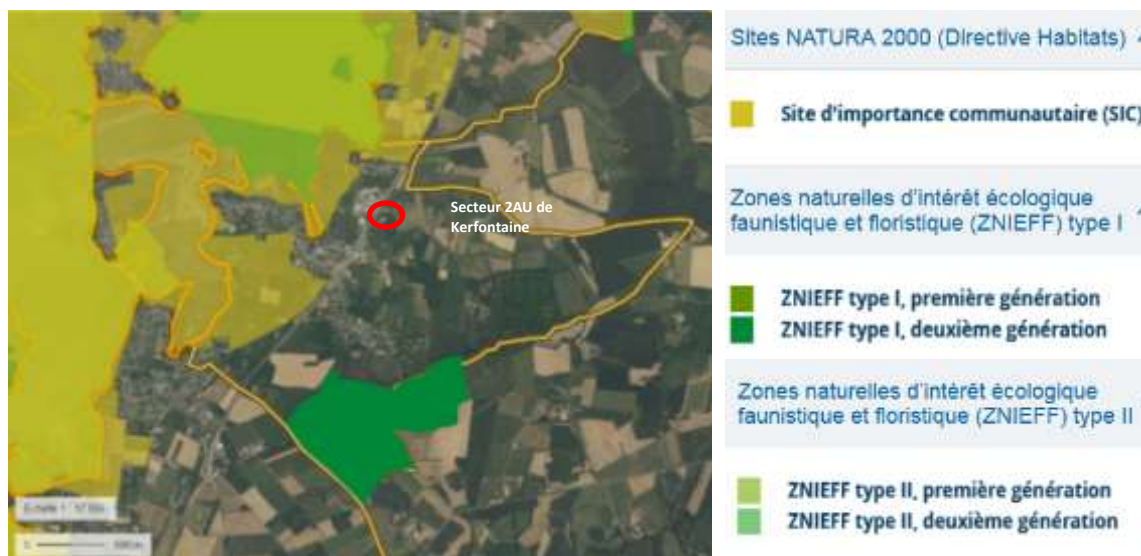 Secteur 2AU de
Kerfontaine
Sites NATURA 2000 (Directive Habitats)
Site d'importance communautaire (SIC)
Zones naturelles d'intérêt écologique
faunistique et floristique (ZNIEFF) type I
ZNIEFF type I, première génération
ZNIEFF type I, deuxième génération
Zones naturelles d'intérêt écologique
faunistique et floristique (ZNIEFF) type II
ZNIEFF type II, première génération
ZNIEFF type II, deuxième génération